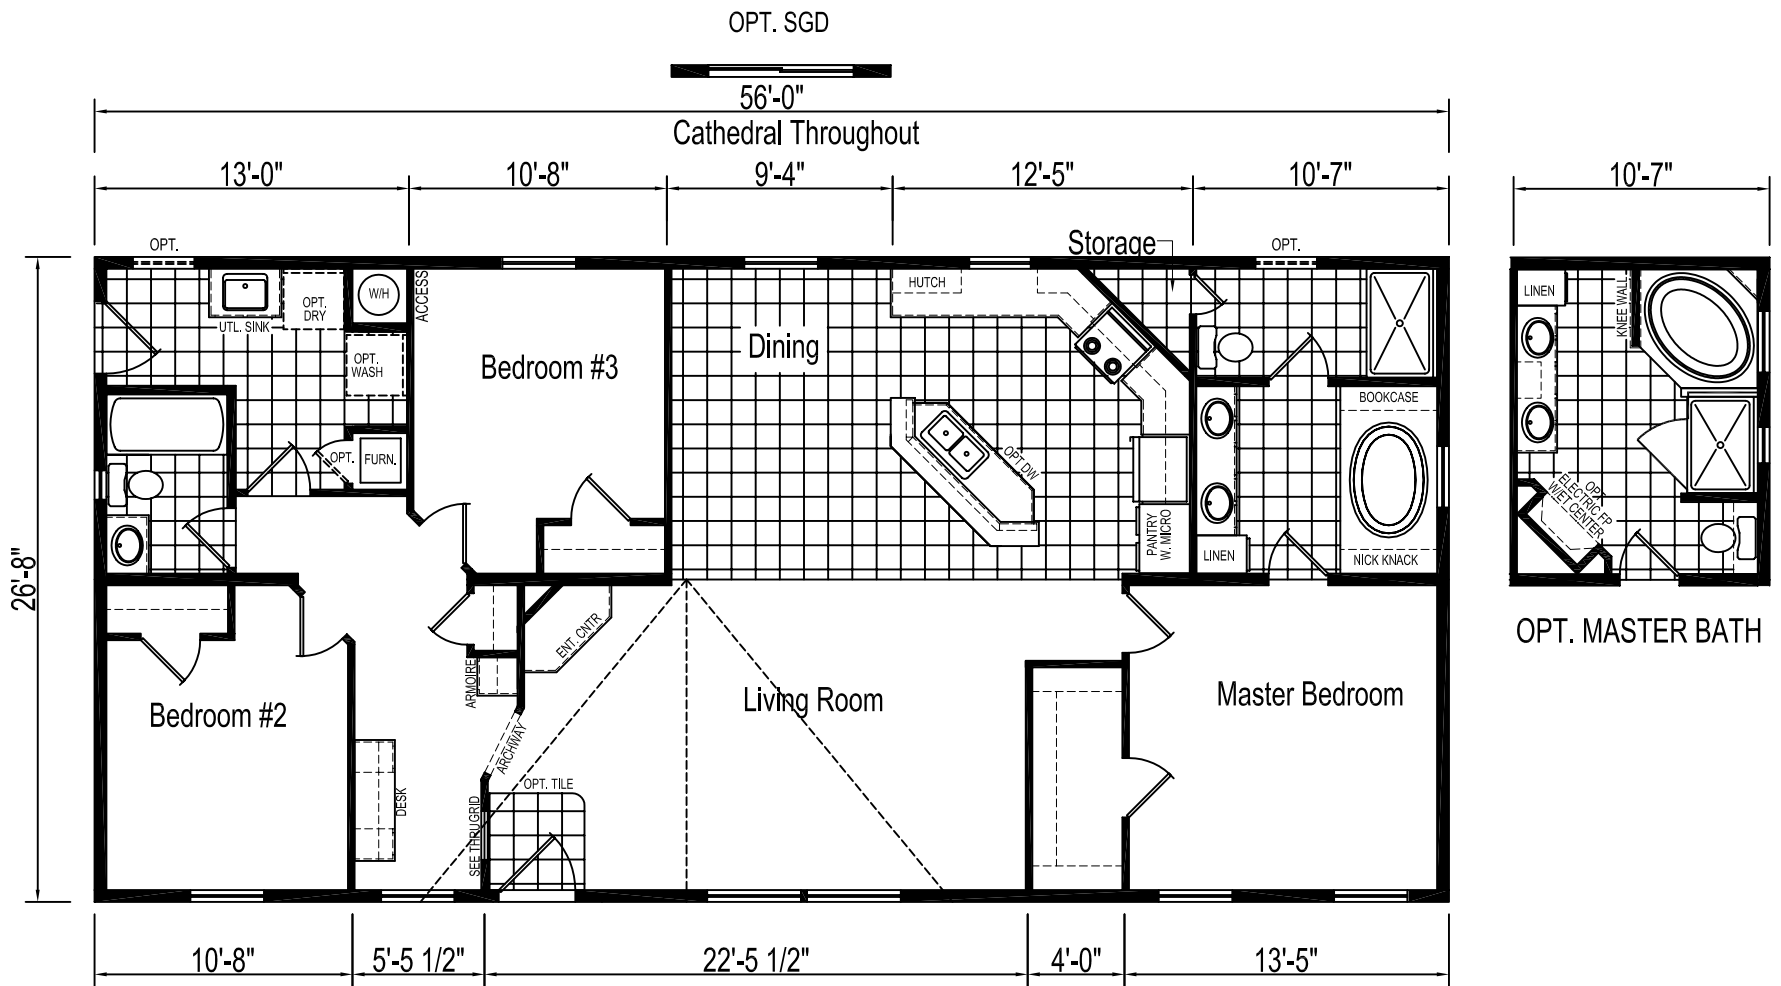 OPT. SGD
56'-0"
Cathedral Throughout
13'-0"
10'-8"
9'-4"
12'-5"
10'-7"
10'-7"
OPT.
Storage
OPT.
UTL. SINK
OPT.
DRY
W/H
ACCESS
OPT.
WASH
Bedroom #3
Dining
HUTCH
OPT.
FURN.
OPT DW
PANTRY
W. MICRO
BOOKCASE
LINEN
NICK KNACK
LINEN
KNEE WALL
OPT.
ELECTRIC FP
W/ET CENTER
OPT. MASTER BATH
26'-8"
ENT. CNTR
ARMOIRE
Bedroom #2
Living Room
Master Bedroom
ARCHWAY
DESK
SEE THRUGRID
OPT. TILE
10'-8"
5'-5 1/2"
22'-5 1/2"
4'-0"
13'-5"